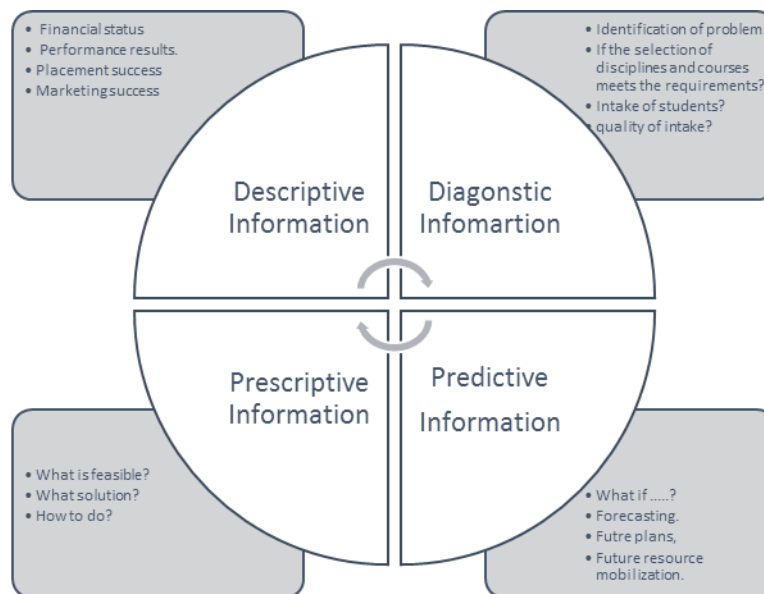 • Financial status
• Performance results.
• Placement success
• Marketing success
• Identification of problem.
• If the selection of
disciplines and courses
meets the requirements?
• Intake of students?
• quality of intake?
Descriptive
Information
Diagonstic
Infomartion
Prescriptive
Information
Predictive
Information
• What is feasible?
• What solution?
• How to do?
• What if .....?
• Forecasting.
• Futre plans,
• Future resource
mobilization.